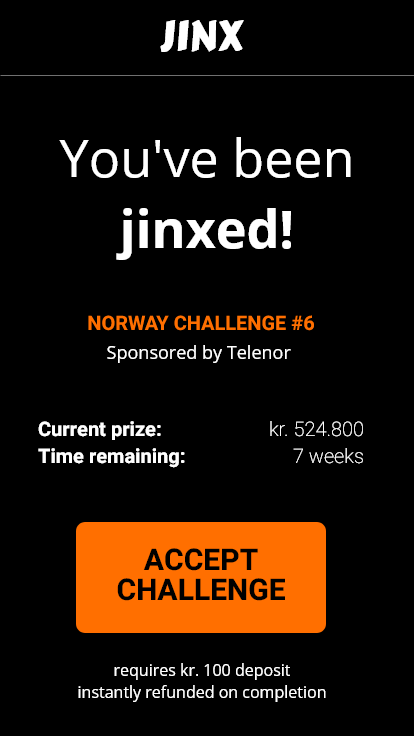 JINX
You've been
jinxed!
NORWAY CHALLENGE #6
Sponsored by Telenor
Current prize: kr. 524.800
Time remaining: 7 weeks
ACCEPT
CHALLENGE
requires kr. 100 deposit
instantly refunded on completion